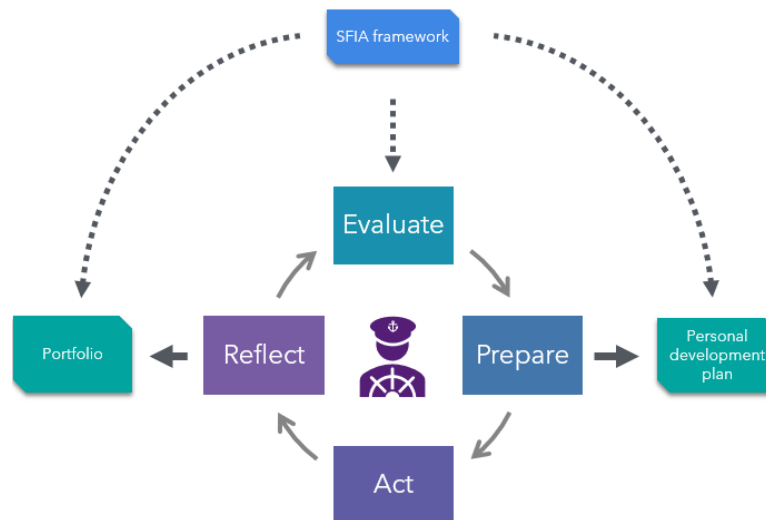 SFIA framework
Evaluate
Portfolio
Reflect
Prepare
Personal
development
plan
Act